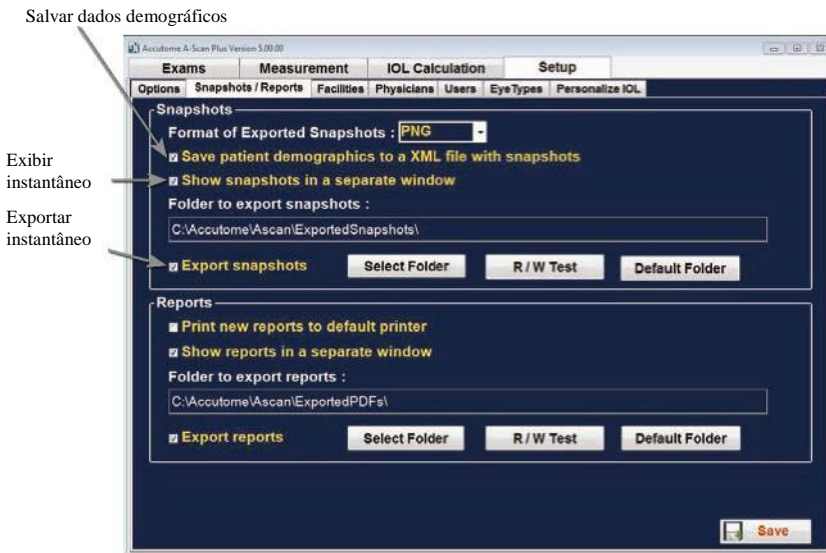 Salvar dados demográficos
Accutome A-Scan Plus Version 5.00.00
Exams Measurement IOL Calculation Setup
Options Snapshots / Reports Facilities Physicians Users EyeTypes Personalize IOL
Snapshots
Format of Exported Snapshots : PNG
Save patient demographics to a XML file with snapshots
Exibir
instantâneo
Show snapshots in a separate window
Folder to export snapshots :
Exportar
instantâneo
C:\Accutome\Ascan\ExportedSnapshots\
Export snapshots Select Folder R / W Test Default Folder
Reports
Print new reports to default printer
Show reports in a separate window
Folder to export reports :
C:\Accutome\Ascan\ExportedPDFs\
Export reports Select Folder R / W Test Default Folder
Save